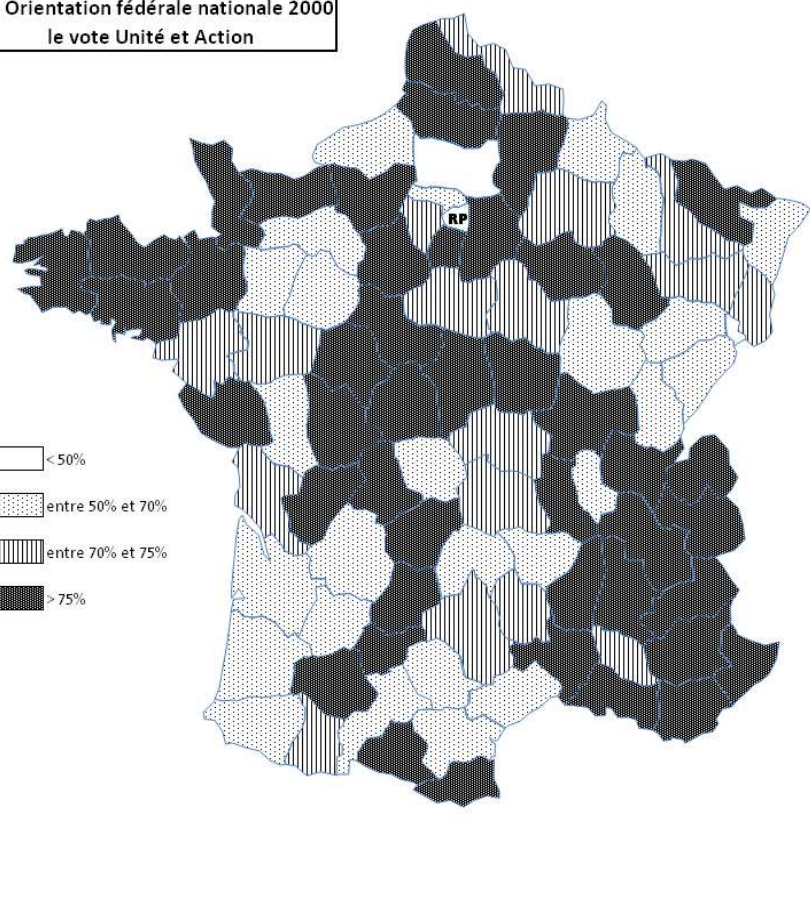 Orientation fédérale nationale 2000
le vote Unité et Action
RP
< 50%
entre 50% et 70%
entre 70% et 75%
> 75%